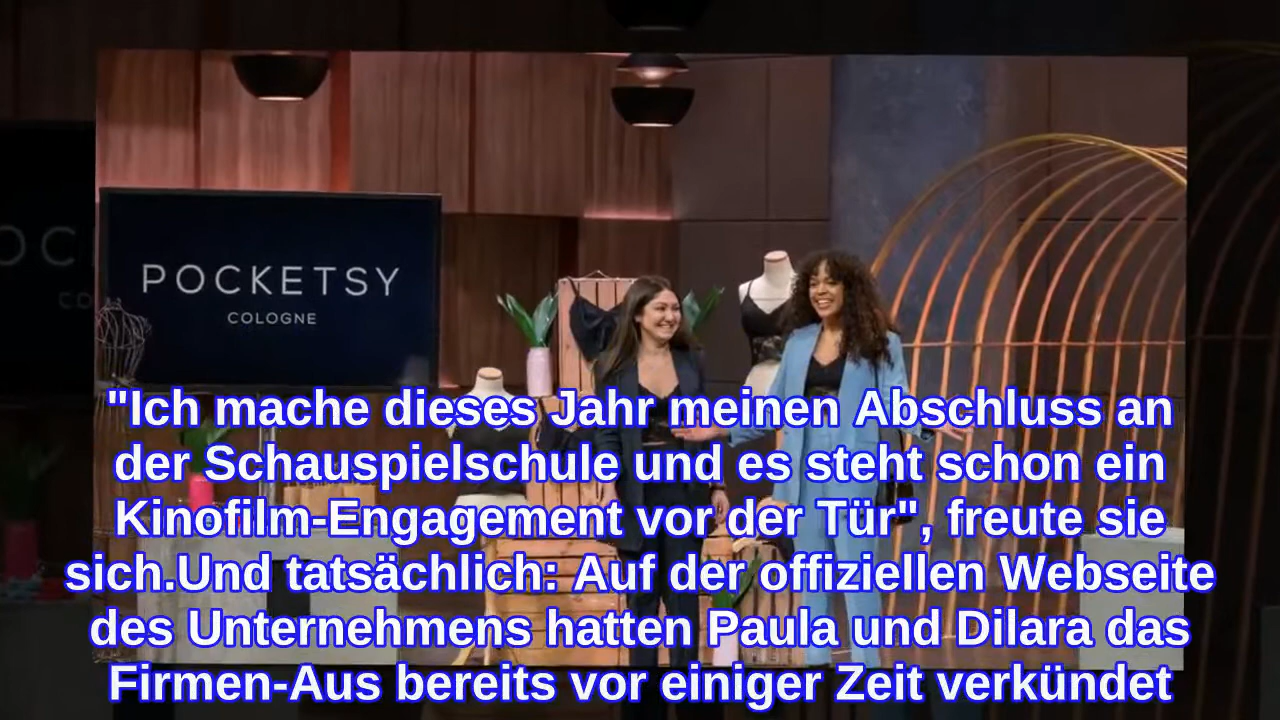 OC
CO
POCKETSY
COLOGNE
"Ich mache dieses Jahr meinen Abschluss an
der Schauspielschule und es steht schon ein
Kinofilm-Engagement vor der Tür", freute sie
sich.Und tatsächlich: Auf der offiziellen Webseite
des Unternehmens hatten Paula und Dilara das
Firmen-Aus bereits vor einiger Zeit verkündet